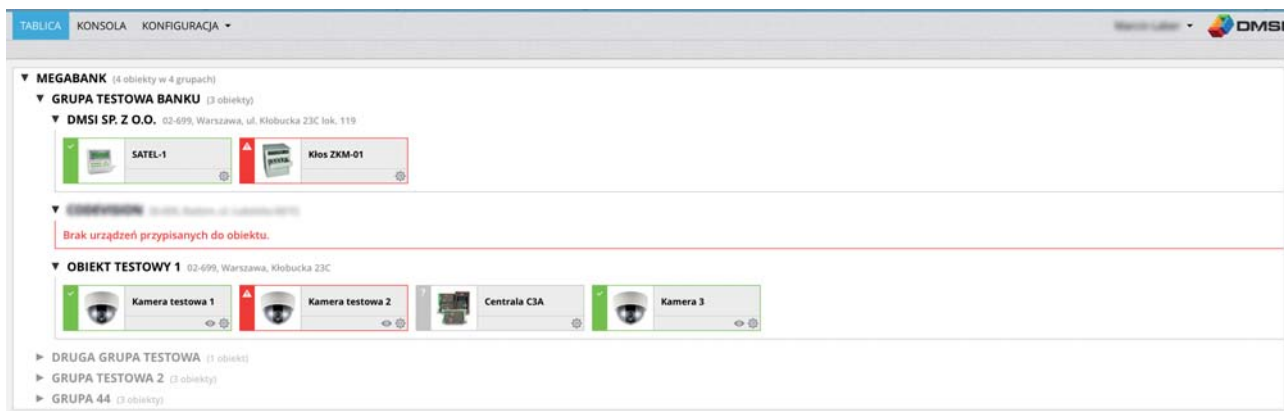 TABLICA KONSOLA KONFIGURACJA DMSI
MEGABANK (4 obiekty w 4 grupach)
GRUPA TESTOWA BANKU (3 obiekty)
DMSI SP. Z O.O. 02-699, Warszawa, ul. Kłobucka 23C lok. 119
SATEL-1 Kłos ZKM-01
Brak urządzeń przypisanych do obiektu.
OBIEKT TESTOWY 1 02-699, Warszawa, Kłobucka 23C
Kamera testowa 1 Kamera testowa 2 Centrala C3A Kamera 3
DRUGA GRUPA TESTOWA (1 obiekt)
GRUPA TESTOWA 2 (3 obiekty)
GRUPA 44 (3 obiekty)